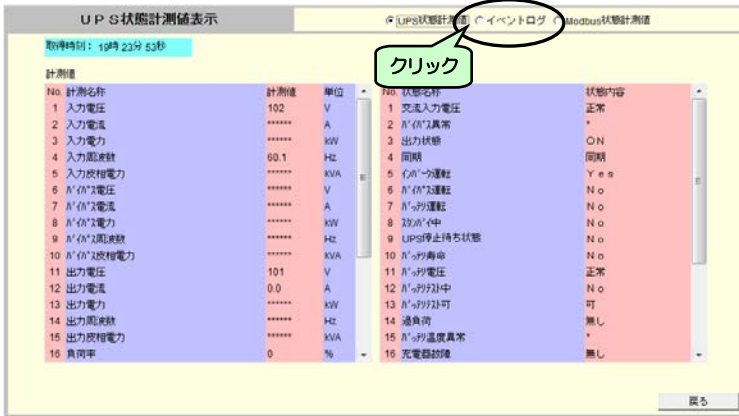 UPS状態計測値表示
UPS状態計測値 イベントログ Modbus状態計測値
取得時刻： 19時 23分 53秒
クリック
計測値
No. 計測名称 計測値 単位
1 入力電圧 102 V
2 入力電流 ****** A
3 入力電力 ****** kW
4 入力周波数 60.1 Hz
5 入力皮相電力 ****** kVA
6 ﾊﾞｲﾊﾟｽ電圧 ****** V
7 ﾊﾞｲﾊﾟｽ電流 ****** A
8 ﾊﾞｲﾊﾟｽ電力 ****** kW
9 ﾊﾞｲﾊﾟｽ周波数 ****** Hz
10 ﾊﾞｲﾊﾟｽ皮相電力 ****** kVA
11 出力電圧 101 V
12 出力電流 0.0 A
13 出力電力 ****** kW
14 出力周波数 ****** Hz
15 出力皮相電力 ****** kVA
16 負荷率 0 %
No. 状態名称 状態内容
1 交流入力電圧 正常
2 ﾊﾞｲﾊﾟｽ異常 *
3 出力状態 ON
4 同期 同期
5 ｲﾝﾊﾞｰﾀ運転 Yes
6 ﾊﾞｲﾊﾟｽ運転 No
7 ﾊﾞｯﾃﾘ運転 No
8 ｽﾀﾝﾊﾞｲ中 No
9 UPS停止待ち状態 No
10 ﾊﾞｯﾃﾘ寿命 No
11 ﾊﾞｯﾃﾘ電圧 正常
12 ﾊﾞｯﾃﾘﾃｽﾄ中 No
13 ﾊﾞｯﾃﾘﾃｽﾄ可 可
14 過負荷 無し
15 ﾊﾞｯﾃﾘ温度異常 *
16 充電器故障 無し
戻る